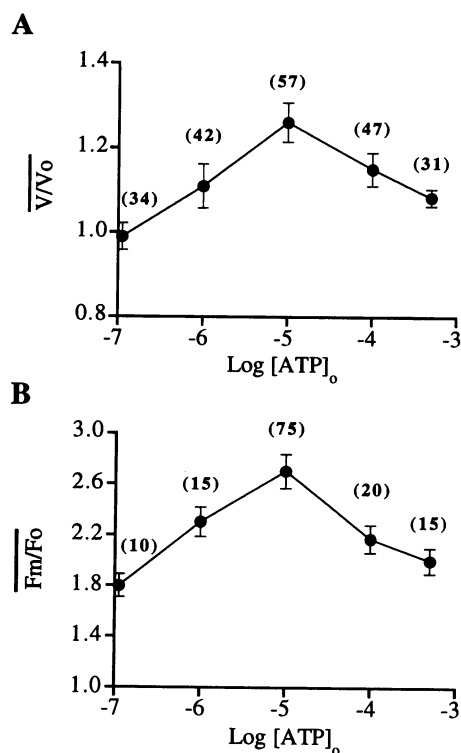 A
1.4
(57)
(42)
(47)
1.2
(34)
(31)
V/Vo
1.0
0.8
-7 -6 -5 -4 -3
Log [ATP]o
B
3.0
(75)
2.6
(15)
(20)
2.2
(10)
(15)
Fm/Fo
1.8
1.4
1.0
-7 -6 -5 -4 -3
Log [ATP]o